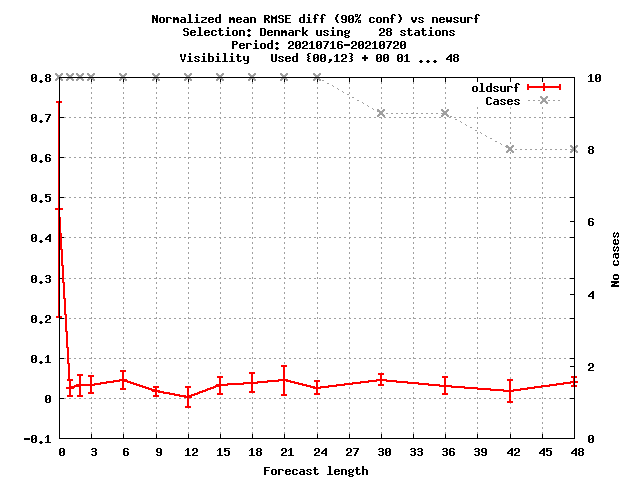 Normalized mean RMSE diff (90% conf) vs newsurf
Selection: Denmark using    28 stations
Period: 20210716-20210720
Visibility   Used {00,12} + 00 01 ... 48
oldsurf
Cases
0.8
0.7
0.6
0.5
0.4
0.3
0.2
0.1
0
-0.1
10
8
6
4
2
0
No cases
0 3 6 9 12 15 18 21 24 27 30 33 36 39 42 45 48
Forecast length